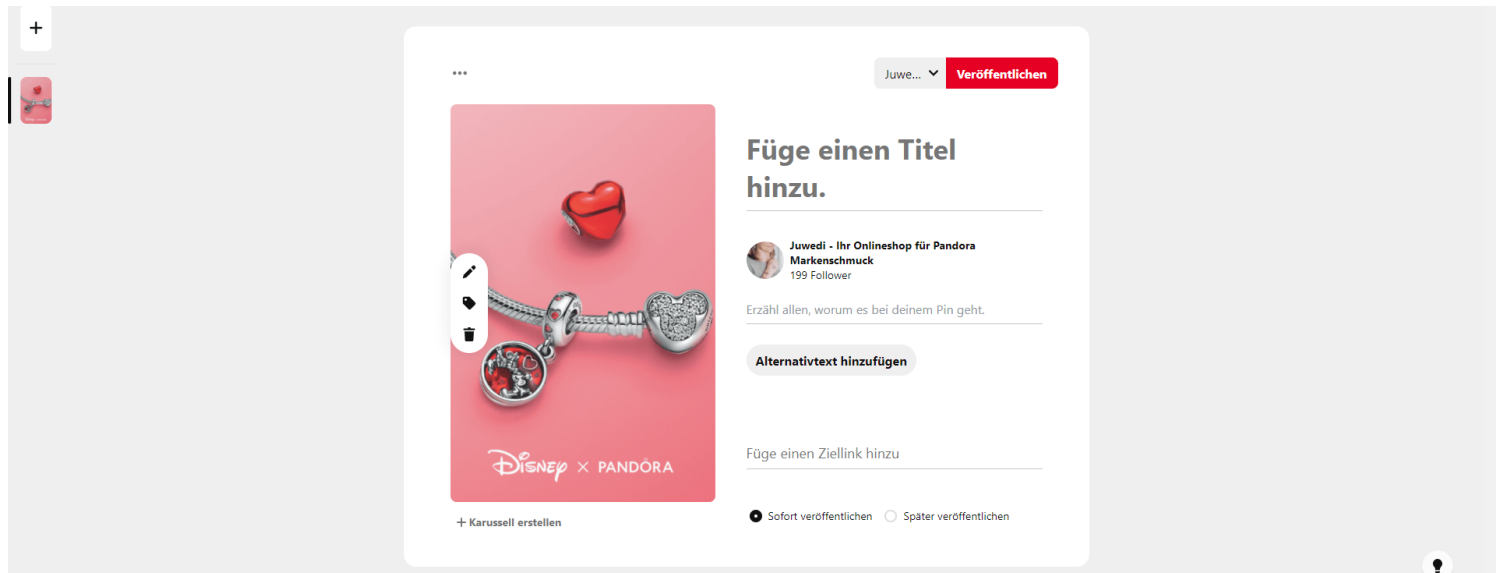 Juwe...
Veröffentlichen
Füge einen Titel
hinzu.
Juwedi - Ihr Onlineshop für Pandora
Markenschmuck
199 Follower
Erzähl allen, worum es bei deinem Pin geht.
Alternativtext hinzufügen
Füge einen Ziellink hinzu
Sofort veröffentlichen
Später veröffentlichen
Disney × PANDÖRA
+ Karussell erstellen